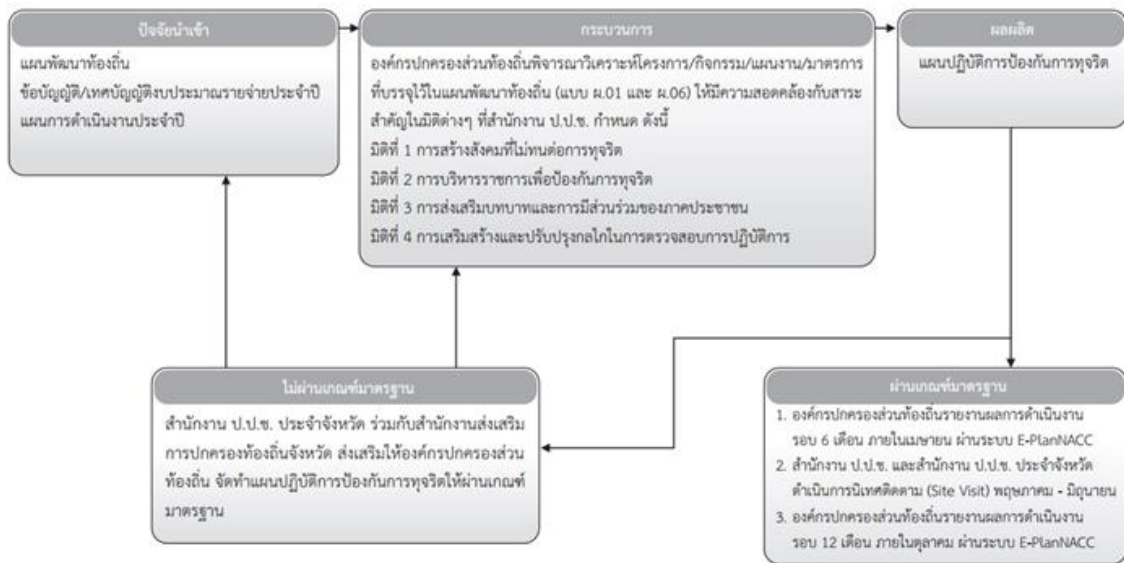 ปัจจัยนำเข้า
แผนพัฒนาท้องถิ่น
ข้อบัญญัติ/เทศบัญญัติงบประมาณรายจ่ายประจำปี
แผนการดำเนินงานประจำปี
กระบวนการ
องค์กรปกครองส่วนท้องถิ่นพิจารณาวิเคราะห์โครงการ/กิจกรรม/แผนงาน/มาตรการ
ที่บรรจุไว้ในแผนพัฒนาท้องถิ่น (แบบ ผ.01 และ ผ.06) ให้มีความสอดคล้องกับสาระ
สำคัญในมิติต่างๆ ที่สำนักงาน ป.ป.ช. กำหนด ดังนี้
มิติที่ 1 การสร้างสังคมที่ไม่ทนต่อการทุจริต
มิติที่ 2 การบริหารราชการเพื่อป้องกันการทุจริต
มิติที่ 3 การส่งเสริมบทบาทและการมีส่วนร่วมของภาคประชาชน
มิติที่ 4 การเสริมสร้างและปรับปรุงกลไกในการตรวจสอบการปฏิบัติการ
ผลผลิต
แผนปฏิบัติการป้องกันการทุจริต
ไม่ผ่านเกณฑ์มาตรฐาน
สำนักงาน ป.ป.ช. ประจำจังหวัด ร่วมกับสำนักงานส่งเสริม
การปกครองท้องถิ่นจังหวัด ส่งเสริมให้องค์กรปกครองส่วน
ท้องถิ่น จัดทำแผนปฏิบัติการป้องกันการทุจริตให้ผ่านเกณฑ์
มาตรฐาน
ผ่านเกณฑ์มาตรฐาน
1. องค์กรปกครองส่วนท้องถิ่นรายงานผลการดำเนินงาน
รอบ 6 เดือน ภายในเมษายน ผ่านระบบ E-PlanNACC
2. สำนักงาน ป.ป.ช. และสำนักงาน ป.ป.ช. ประจำจังหวัด
ดำเนินการนิเทศติดตาม (Site Visit) พฤษภาคม - มิถุนายน
3. องค์กรปกครองส่วนท้องถิ่นรายงานผลการดำเนินงาน
รอบ 12 เดือน ภายในตุลาคม ผ่านระบบ E-PlanNACC